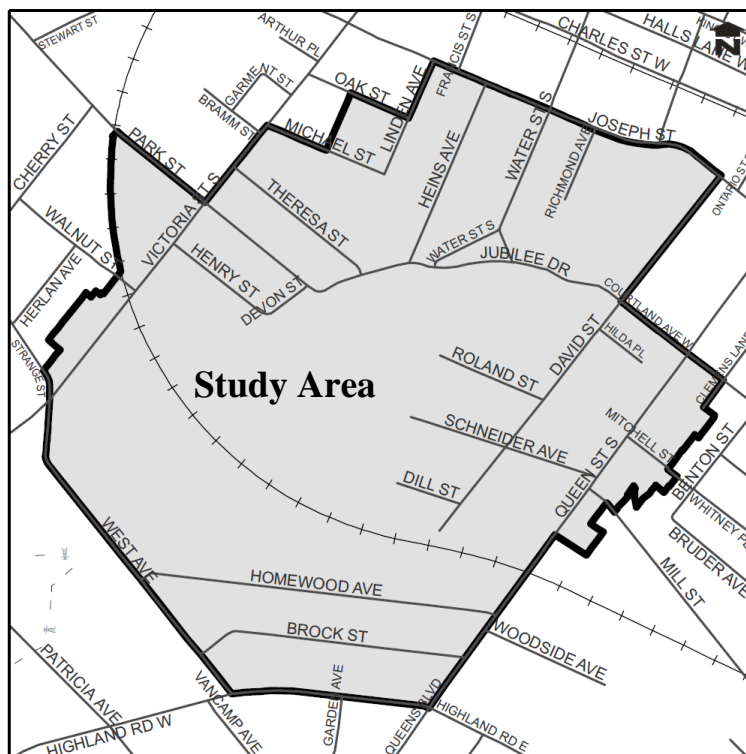 STEWART ST
ARTHUR PL
FRANCIS ST S
CHARLES ST W
HALLS LANE W
N
GARMENT ST
OAK ST
LINDEN AVE
BRAMM ST
MICHAEL ST
CHERRY ST
PARK ST
WATER ST S
JOSEPH ST
HEINS AVE
RICHMOND AVE
ONTARIO ST S
VICTORIA ST S
THERESA ST
WALNUT ST
HENRY ST
DEVON ST
WATER ST S
JUBILEE DR
HERLAN AVE
COURTLAND AVE W
STRANGE ST
HILDA PL
DAVID ST
ROLAND ST
CLEMENS LANE
Study Area
SCHNEIDER AVE
MITCHELL ST
BENTON ST
DILL ST
QUEEN ST S
WHITNEY PL
BRUDER AVE
MILL ST
WEST AVE
HOMEWOOD AVE
BROCK ST
WOODSIDE AVE
PATRICIA AVE
VANCAMP AVE
GARDEN AVE
QUEENS BLVD
HIGHLAND RD W
HIGHLAND RD E